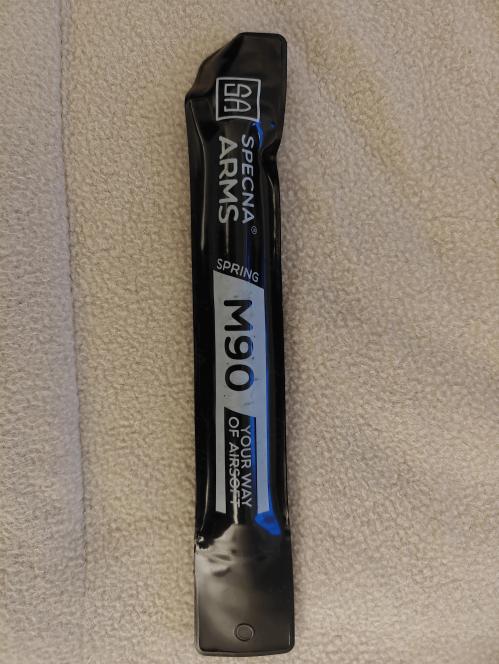 SA
SPECNA
ARMS®
SPRING
M90
YOUR WAY
OF AIRSOFT